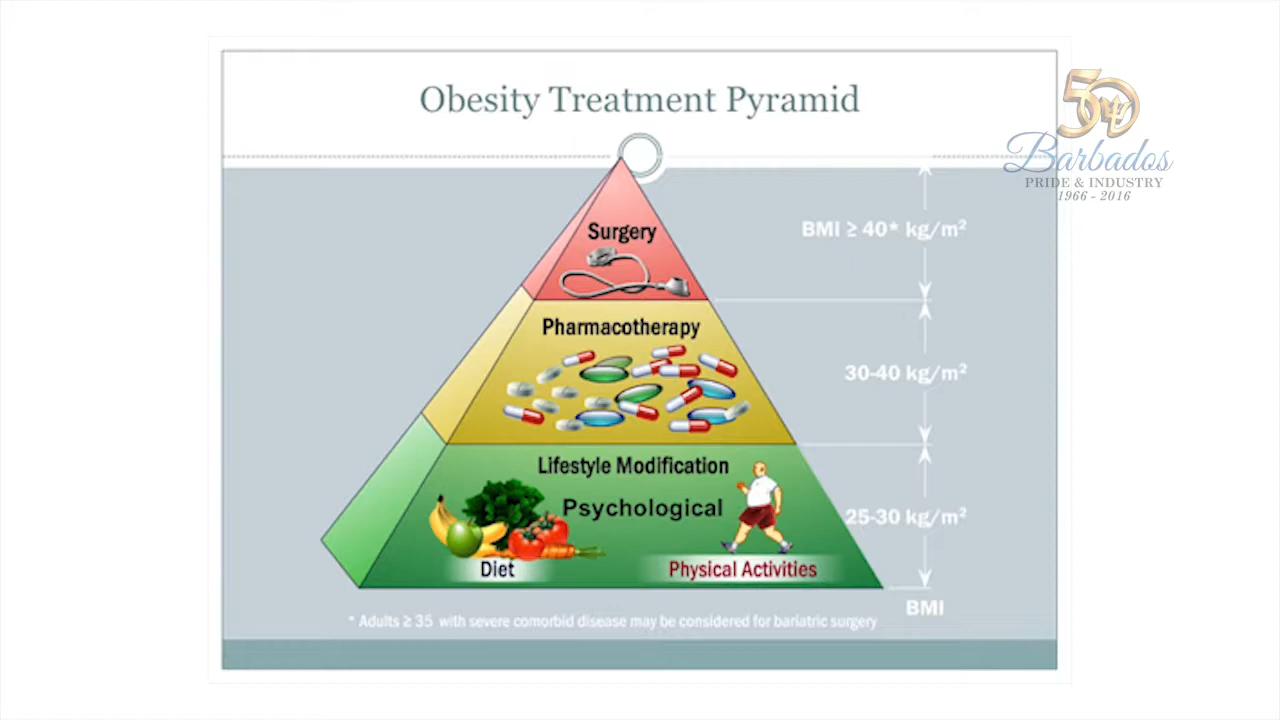 Obesity Treatment Pyramid
50
Barbados
PRIDE & INDUSTRY
1966 - 2016
Surgery
BMI ≥ 40* kg/m²
Pharmacotherapy
30-40 kg/m²
Lifestyle Modification
Psychological
25-30 kg/m²
Diet
Physical Activities
BMI
* Adults ≥ 35 with severe comorbid disease may be considered for bariatric surgery